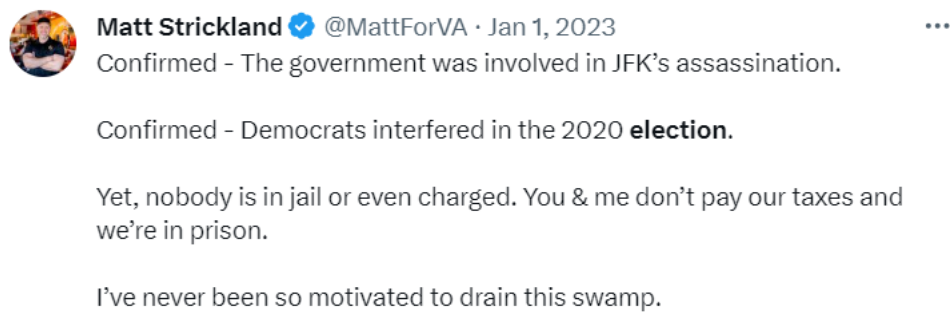 Matt Strickland @MattForVA · Jan 1, 2023
Confirmed - The government was involved in JFK’s assassination.
Confirmed - Democrats interfered in the 2020 election.
Yet, nobody is in jail or even charged. You & me don’t pay our taxes and
we’re in prison.
I’ve never been so motivated to drain this swamp.